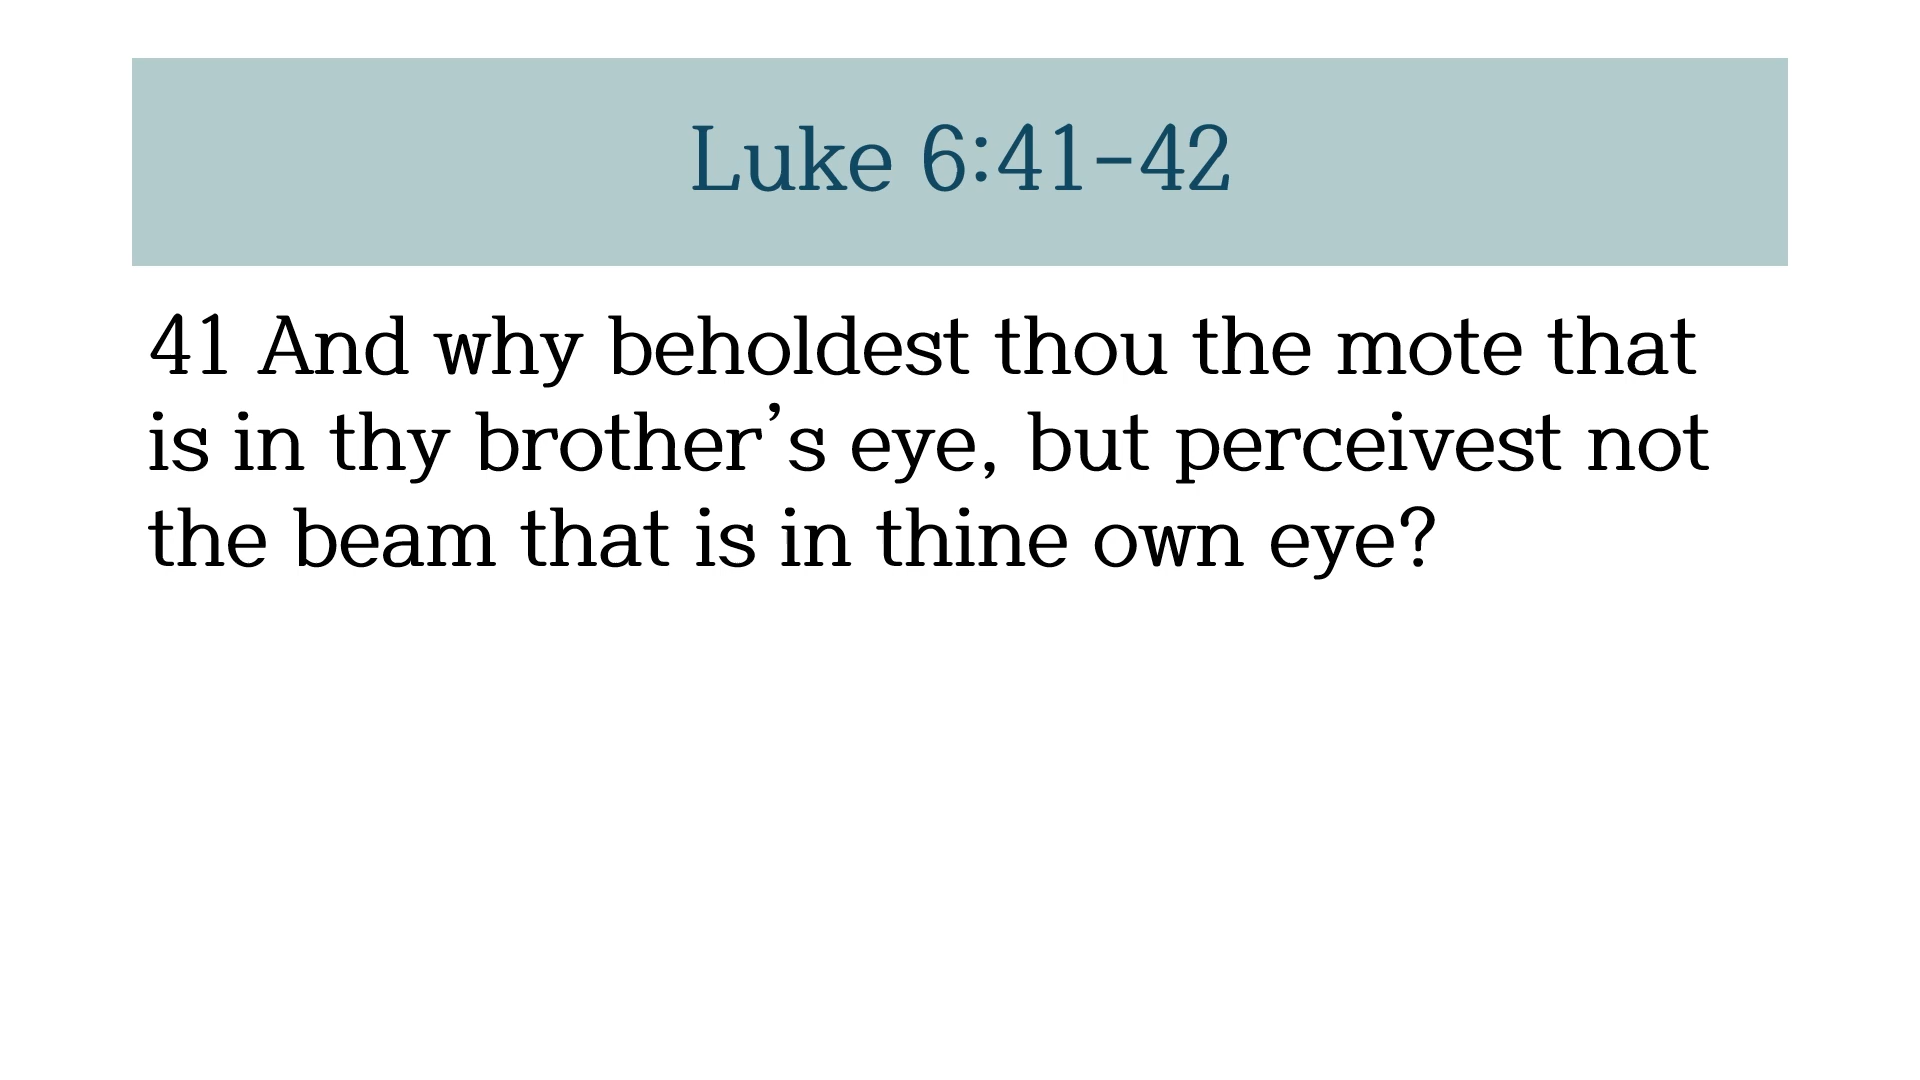 Luke 6:41-42
41 And why beholdest thou the mote that
is in thy brother’s eye, but perceivest not
the beam that is in thine own eye?